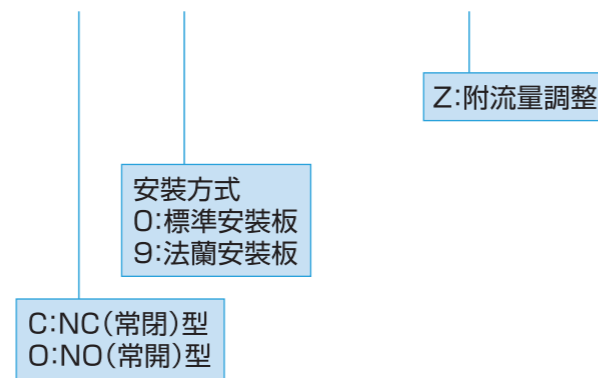 Z:附流量調整
安裝方式
0:標準安裝板
9:法蘭安裝板
C:NC(常閉)型
O:NO(常開)型